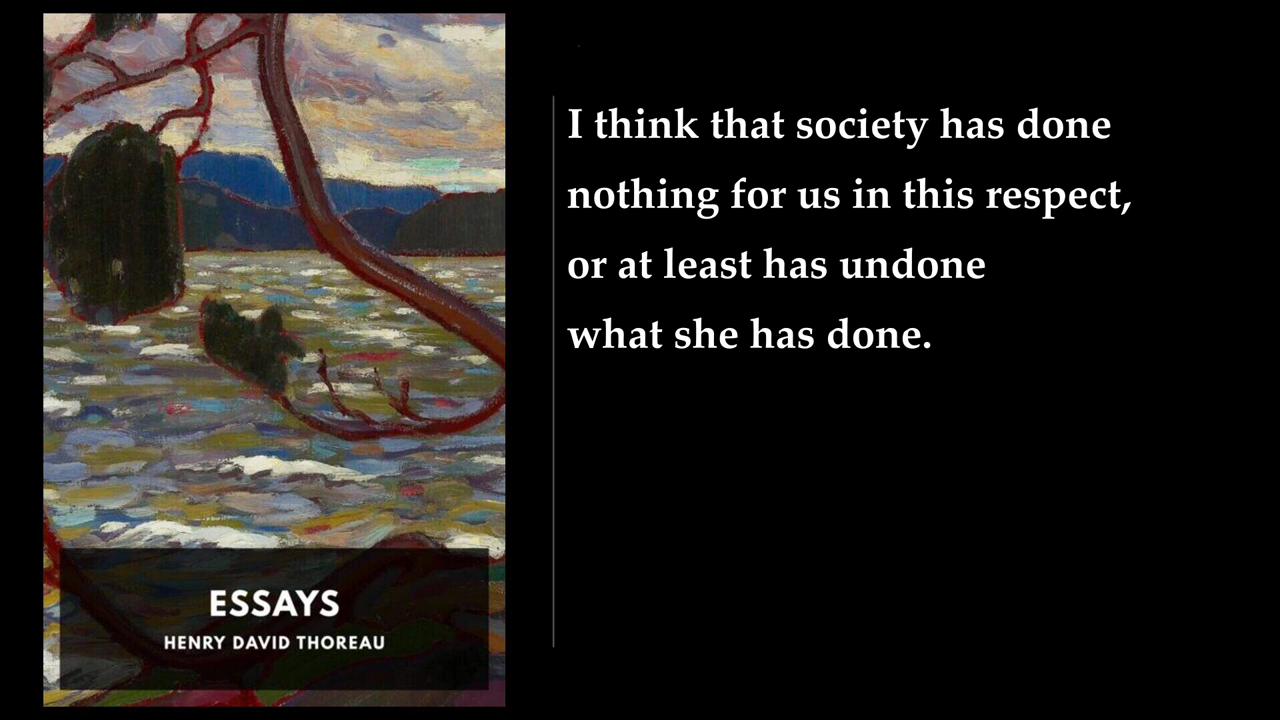 I think that society has done
nothing for us in this respect,
or at least has undone
what she has done.
ESSAYS
HENRY DAVID THOREAU